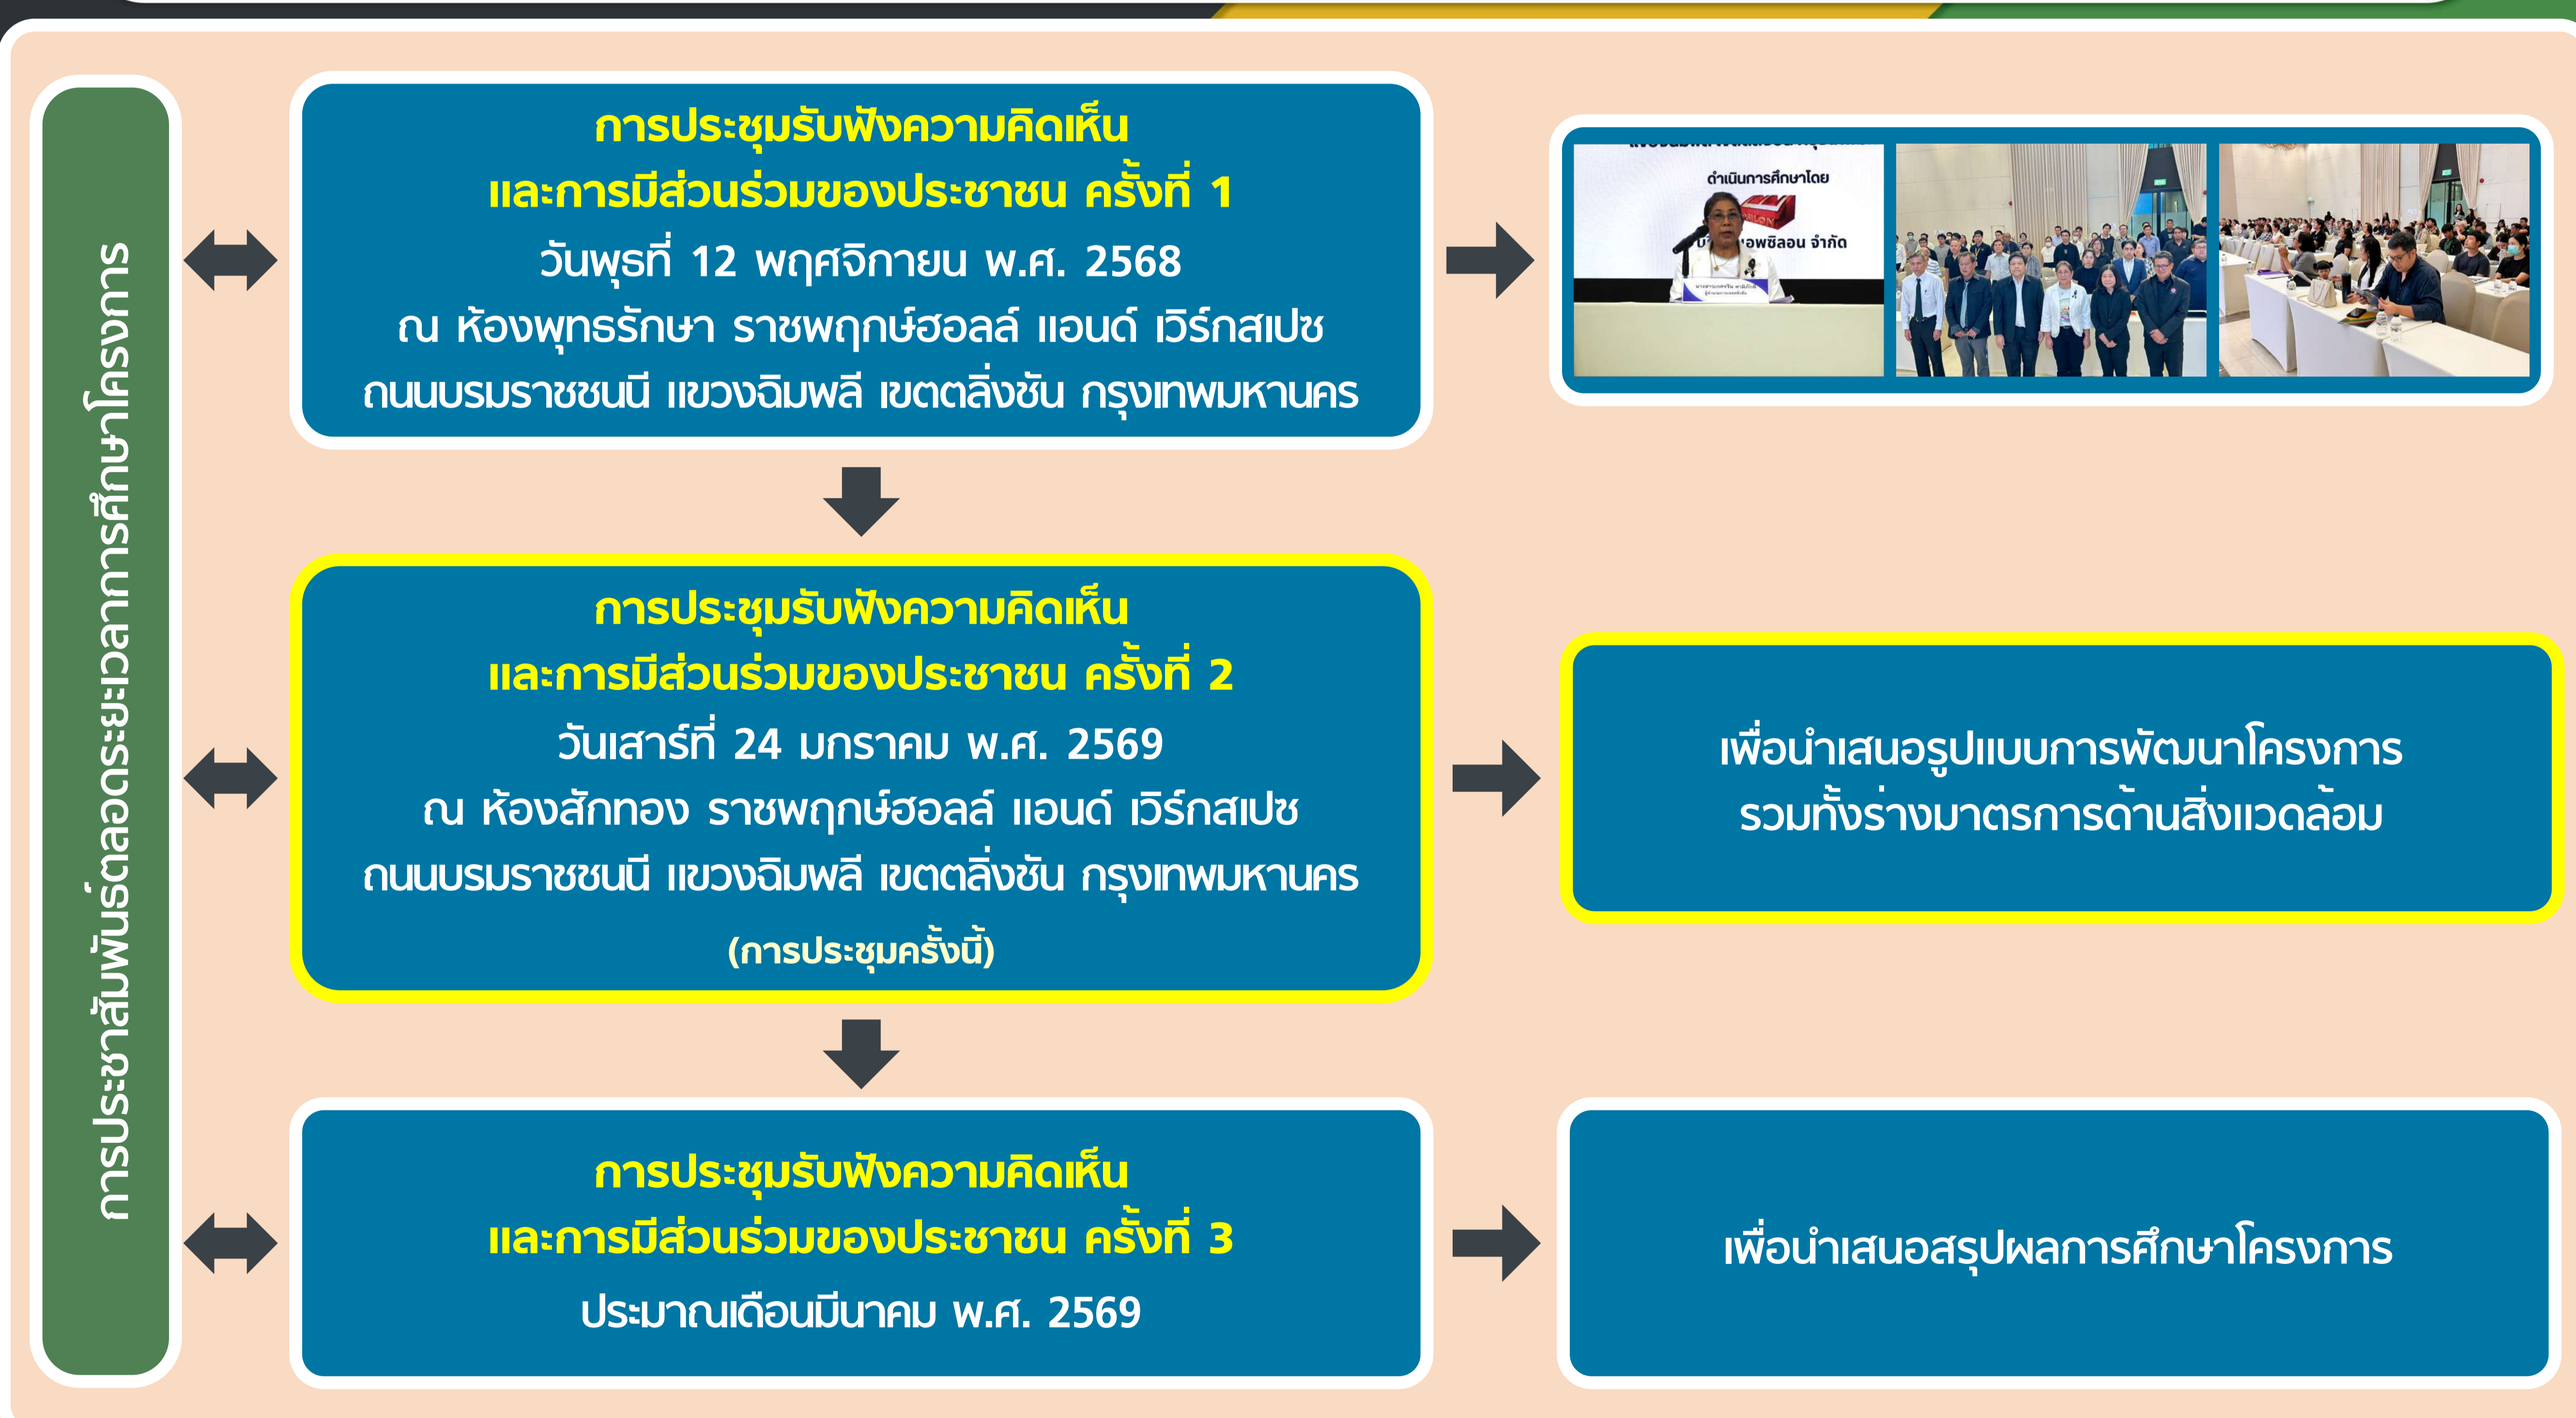 การประชาสัมพันธ์ตลอดระยะเวลาการศึกษาโครงการ
การประชุมรับฟังความคิดเห็น
และการมีส่วนร่วมของประชาชน ครั้งที่ 1
วันพุธที่ 12 พฤศจิกายน พ.ศ. 2568
ณ ห้องพุทธรักษา ราชพฤกษ์ฮอลล์ แอนด์ เวิร์กสเปซ
ถนนบรมราชชนนี แขวงฉิมพลี เขตตลิ่งชัน กรุงเทพมหานคร
ดำเนินการศึกษาโดย
จำกัด
การประชุมรับฟังความคิดเห็น
และการมีส่วนร่วมของประชาชน ครั้งที่ 2
วันเสาร์ที่ 24 มกราคม พ.ศ. 2569
ณ ห้องสักทอง ราชพฤกษ์ฮอลล์ แอนด์ เวิร์กสเปซ
ถนนบรมราชชนนี แขวงฉิมพลี เขตตลิ่งชัน กรุงเทพมหานคร
(การประชุมครั้งนี้)
เพื่อนำเสนอรูปแบบการพัฒนาโครงการ
รวมทั้งร่างมาตรการด้านสิ่งแวดล้อม
การประชุมรับฟังความคิดเห็น
และการมีส่วนร่วมของประชาชน ครั้งที่ 3
ประมาณเดือนมีนาคม พ.ศ. 2569
เพื่อนำเสนอสรุปผลการศึกษาโครงการ